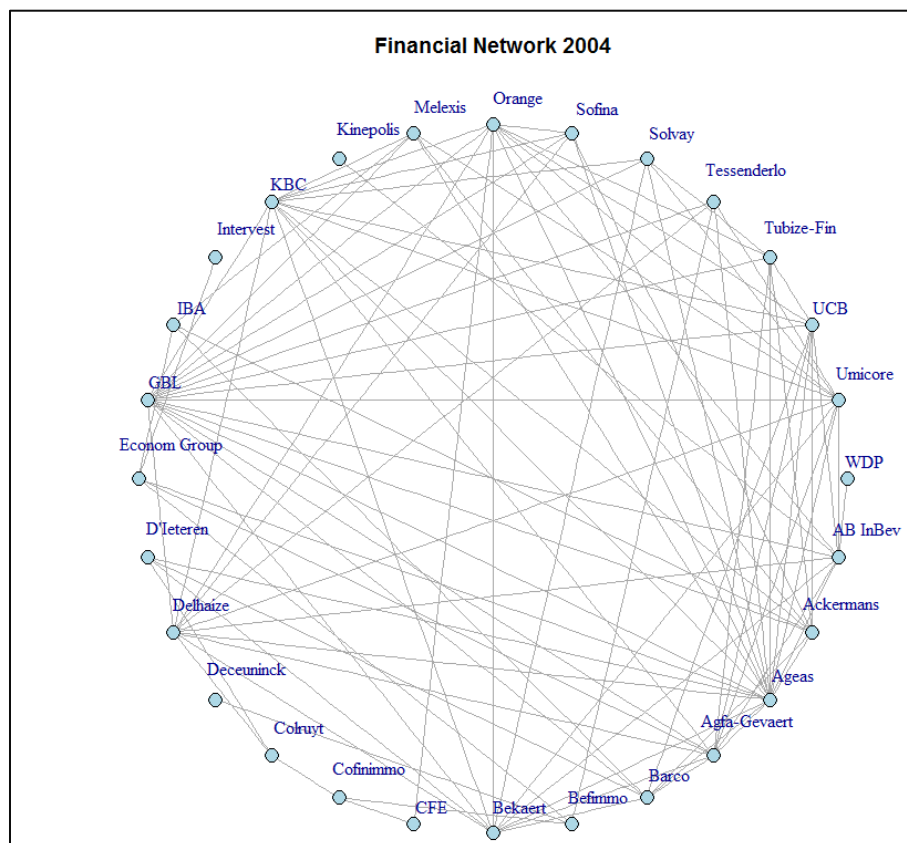 Financial Network 2004
Orange
Melexis
Sofina
Kinepolis
Solvay
Tessenderlo
KBC
Intervest
Tubize-Fin
IBA
UCB
Umicore
GBL
Econom Group
WDP
D'Ieteren
AB InBev
Delhaize
Ackermans
Deceuninck
Ageas
Colruyt
Agfa-Gevaert
Cofinimmo
Barco
CFE
Bekaert
Befimmo